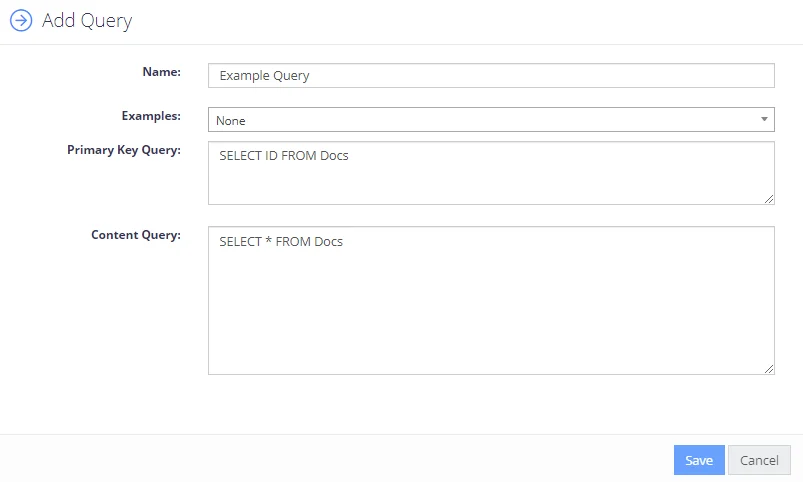 Add Query
Name: Example Query
Examples: None
Primary Key Query: SELECT ID FROM Docs
Content Query: SELECT * FROM Docs
Save Cancel